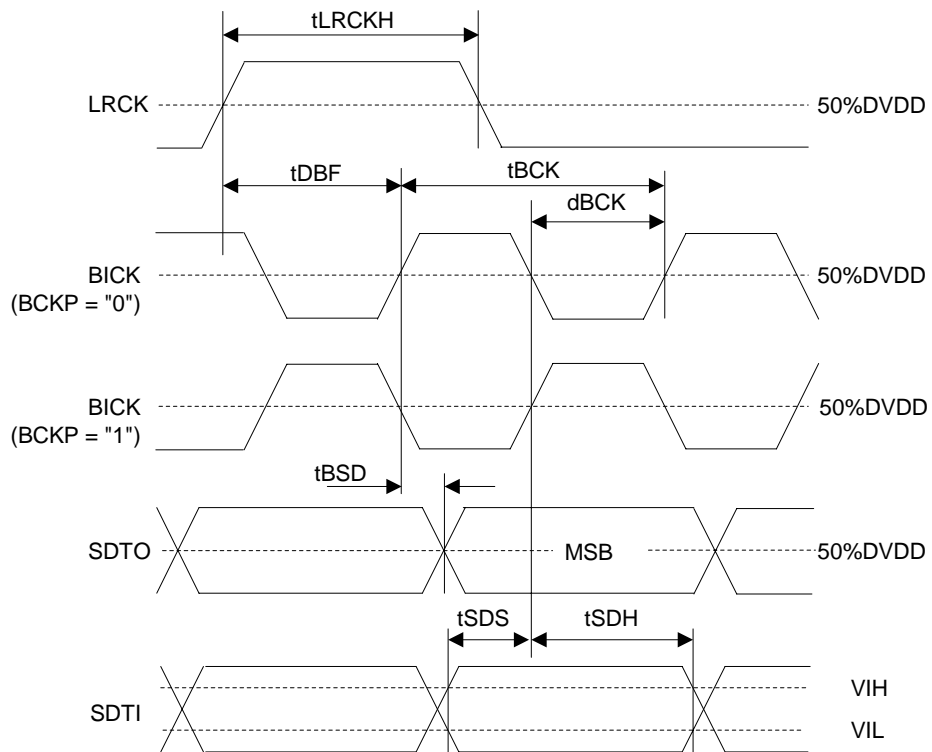 tLRCKH
LRCK
50%DVDD
tDBF
tBCK
dBCK
BICK
(BCKP = "0")
50%DVDD
BICK
(BCKP = "1")
50%DVDD
tBSD
SDTO
MSB
50%DVDD
tSDS
tSDH
SDTI
VIH
VIL